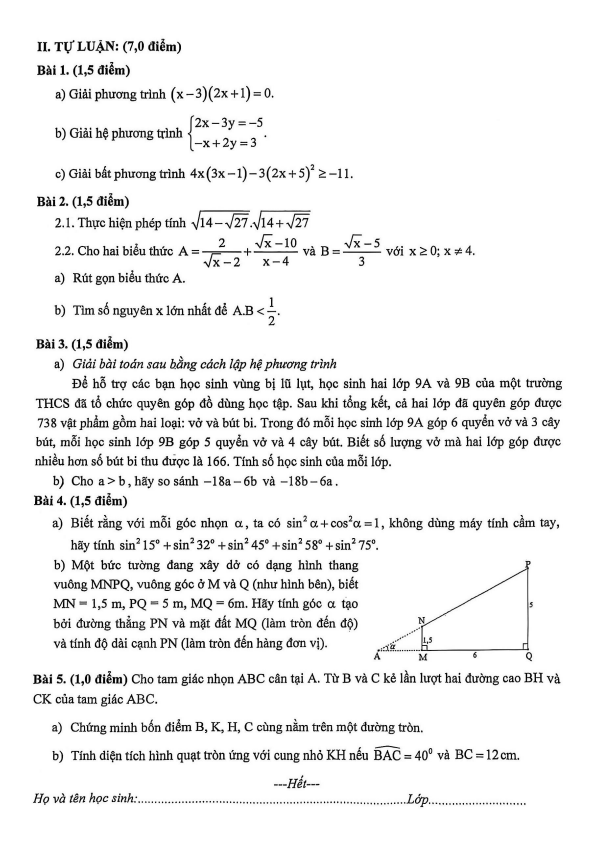 II. TỰ LUẬN: (7,0 điểm)
Bài 1. (1,5 điểm)
a) Giải phương trình (x−3)(2x+1)=0.
b) Giải hệ phương trình {2x−3y=−5
−x+2y=3 .
c) Giải bất phương trình 4x(3x−1)−3(2x+5)² ≥ −11.
Bài 2. (1,5 điểm)
2.1. Thực hiện phép tính √(14−√27).√(14+√27)
2.2. Cho hai biểu thức A = 2/(√x−2) + (√x−10)/(x−4) và B = (√x−5)/3 với x ≥ 0; x ≠ 4.
a) Rút gọn biểu thức A.
b) Tìm số nguyên x lớn nhất để A.B < 1/2.
Bài 3. (1,5 điểm)
a) Giải bài toán sau bằng cách lập hệ phương trình
Để hỗ trợ các bạn học sinh vùng bị lũ lụt, học sinh hai lớp 9A và 9B của một trường
THCS đã tổ chức quyên góp đồ dùng học tập. Sau khi tổng kết, cả hai lớp đã quyên góp được
738 vật phẩm gồm hai loại: vở và bút bi. Trong đó mỗi học sinh lớp 9A góp 6 quyển vở và 3 cây
bút, mỗi học sinh lớp 9B góp 5 quyển vở và 4 cây bút. Biết số lượng vở mà hai lớp góp được
nhiều hơn số bút bi thu được là 166. Tính số học sinh của mỗi lớp.
b) Cho a > b, hãy so sánh −18a−6b và −18b−6a.
Bài 4. (1,5 điểm)
a) Biết rằng với mỗi góc nhọn α, ta có sin²α+cos²α=1, không dùng máy tính cầm tay,
hãy tính sin²15°+sin²32°+sin²45°+sin²58°+sin²75°.
b) Một bức tường đang xây dở có dạng hình thang
vuông MNPQ, vuông góc ở M và Q (như hình bên), biết
MN = 1,5 m, PQ = 5 m, MQ = 6m. Hãy tính góc α tạo
bởi đường thẳng PN và mặt đất MQ (làm tròn đến độ)
và tính độ dài cạnh PN (làm tròn đến hàng đơn vị).
P
N
5
α
1,5
A
M
6
Q
Bài 5. (1,0 điểm) Cho tam giác nhọn ABC cân tại A. Từ B và C kẻ lần lượt hai đường cao BH và
CK của tam giác ABC.
a) Chứng minh bốn điểm B, K, H, C cùng nằm trên một đường tròn.
b) Tính diện tích hình quạt tròn ứng với cung nhỏ KH nếu BAC = 40⁰ và BC = 12cm.
---Hết---
Họ và tên học sinh:..........................................................................Lớp...........................